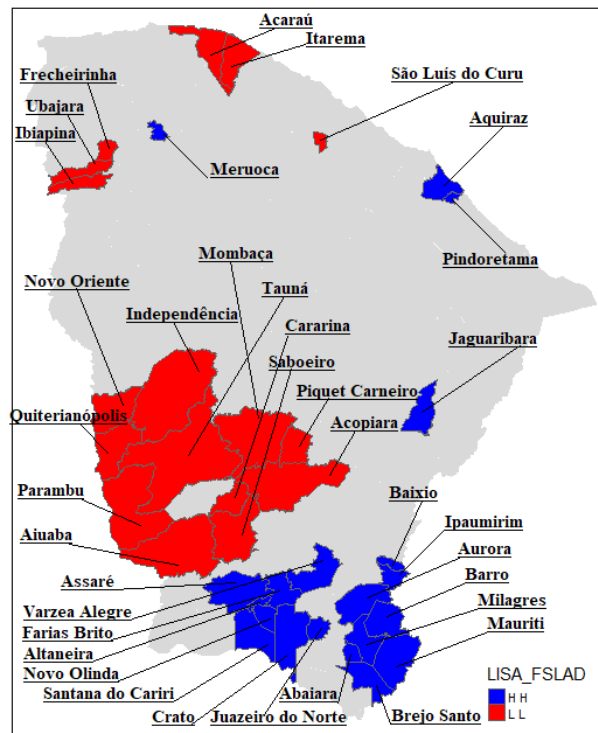 Acaraú
Itarema
Frecheirinha
São Luís do Curu
Ubajara
Aquiraz
Ibiapina
Meruoca
Pindoretama
Mombaça
Novo Oriente
Tauná
Independência
Cararina
Jaguaribara
Saboeiro
Piquet Carneiro
Quiterianópolis
Acopiara
Baixio
Parambu
Ipaumirim
Aiuaba
Aurora
Assaré
Barro
Varzea Alegre
Milagres
Farias Brito
Mauriti
Altaneira
Novo Olinda
Santana do Cariri
Abaiara
Crato
Juazeiro do Norte
Brejo Santo
LISA_FSLAD
H H
L L